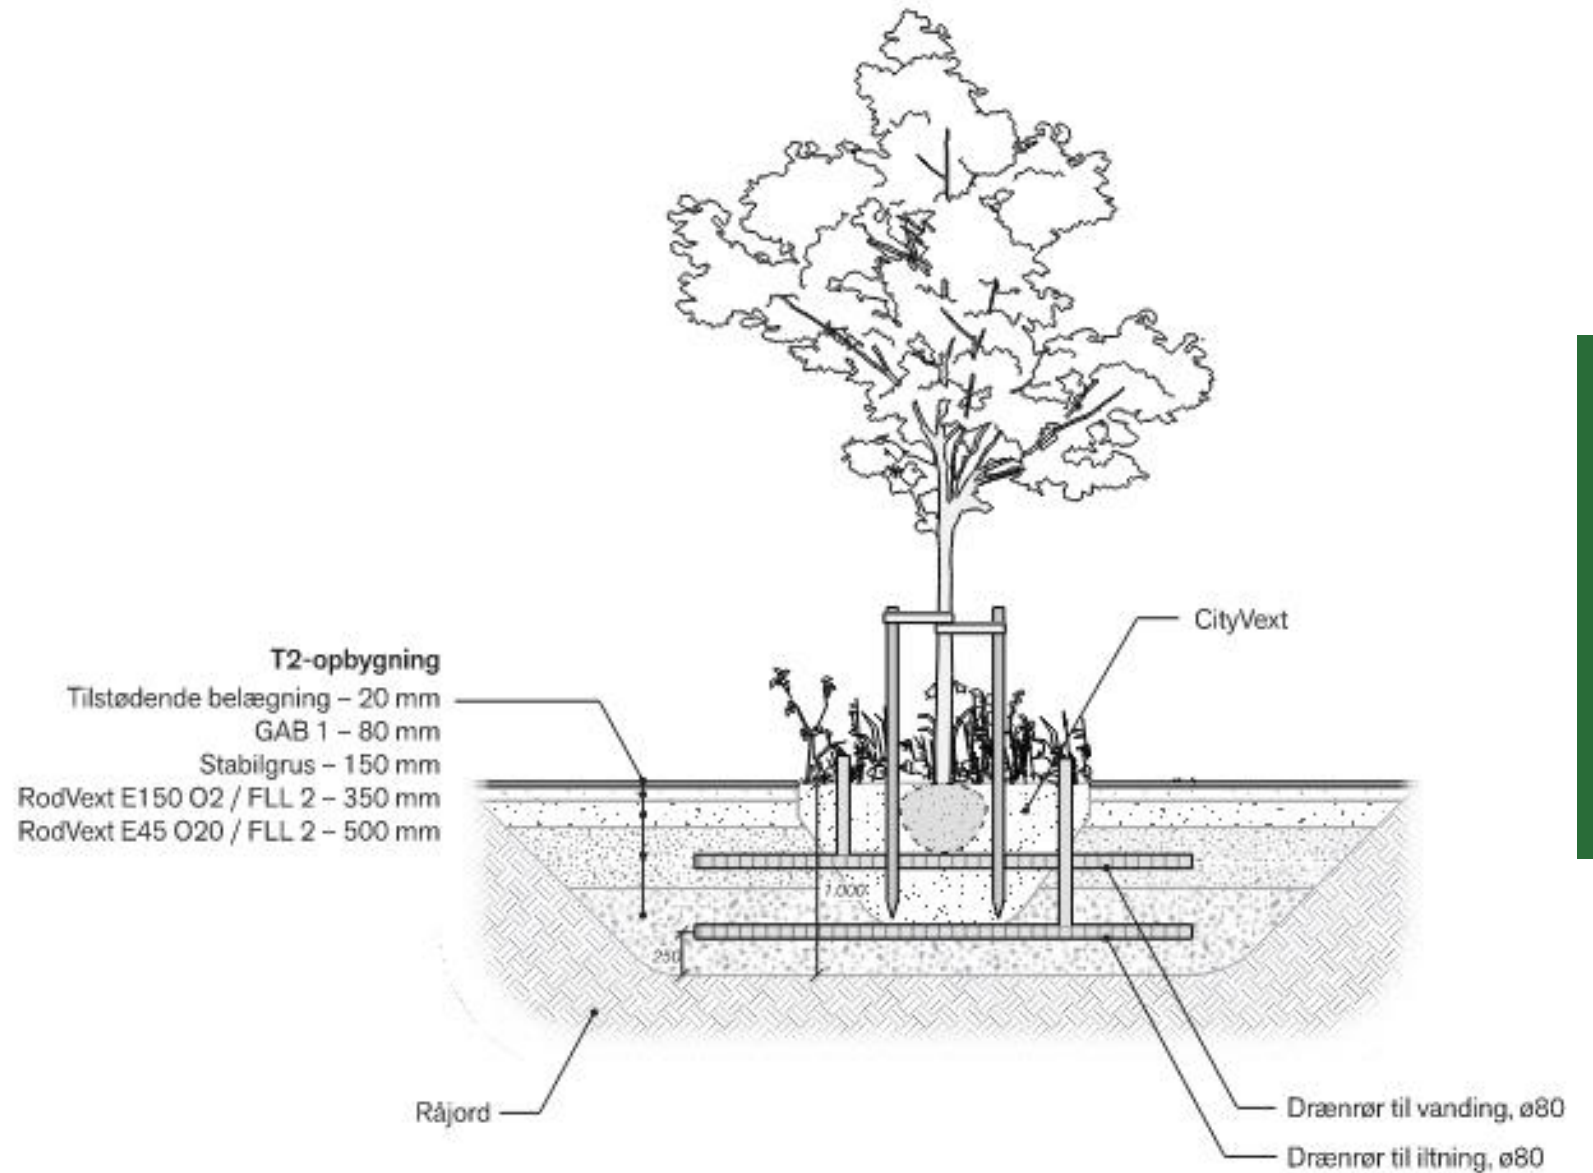 CityVext
T2-opbygning
Tilstødende belægning – 20 mm
GAB 1 – 80 mm
Stabilgrus – 150 mm
RodVext E150 O2 / FLL 2 – 350 mm
RodVext E45 O20 / FLL 2 – 500 mm
1.000
250
Råjord
Drænrør til vanding, ø80
Drænrør til iltning, ø80